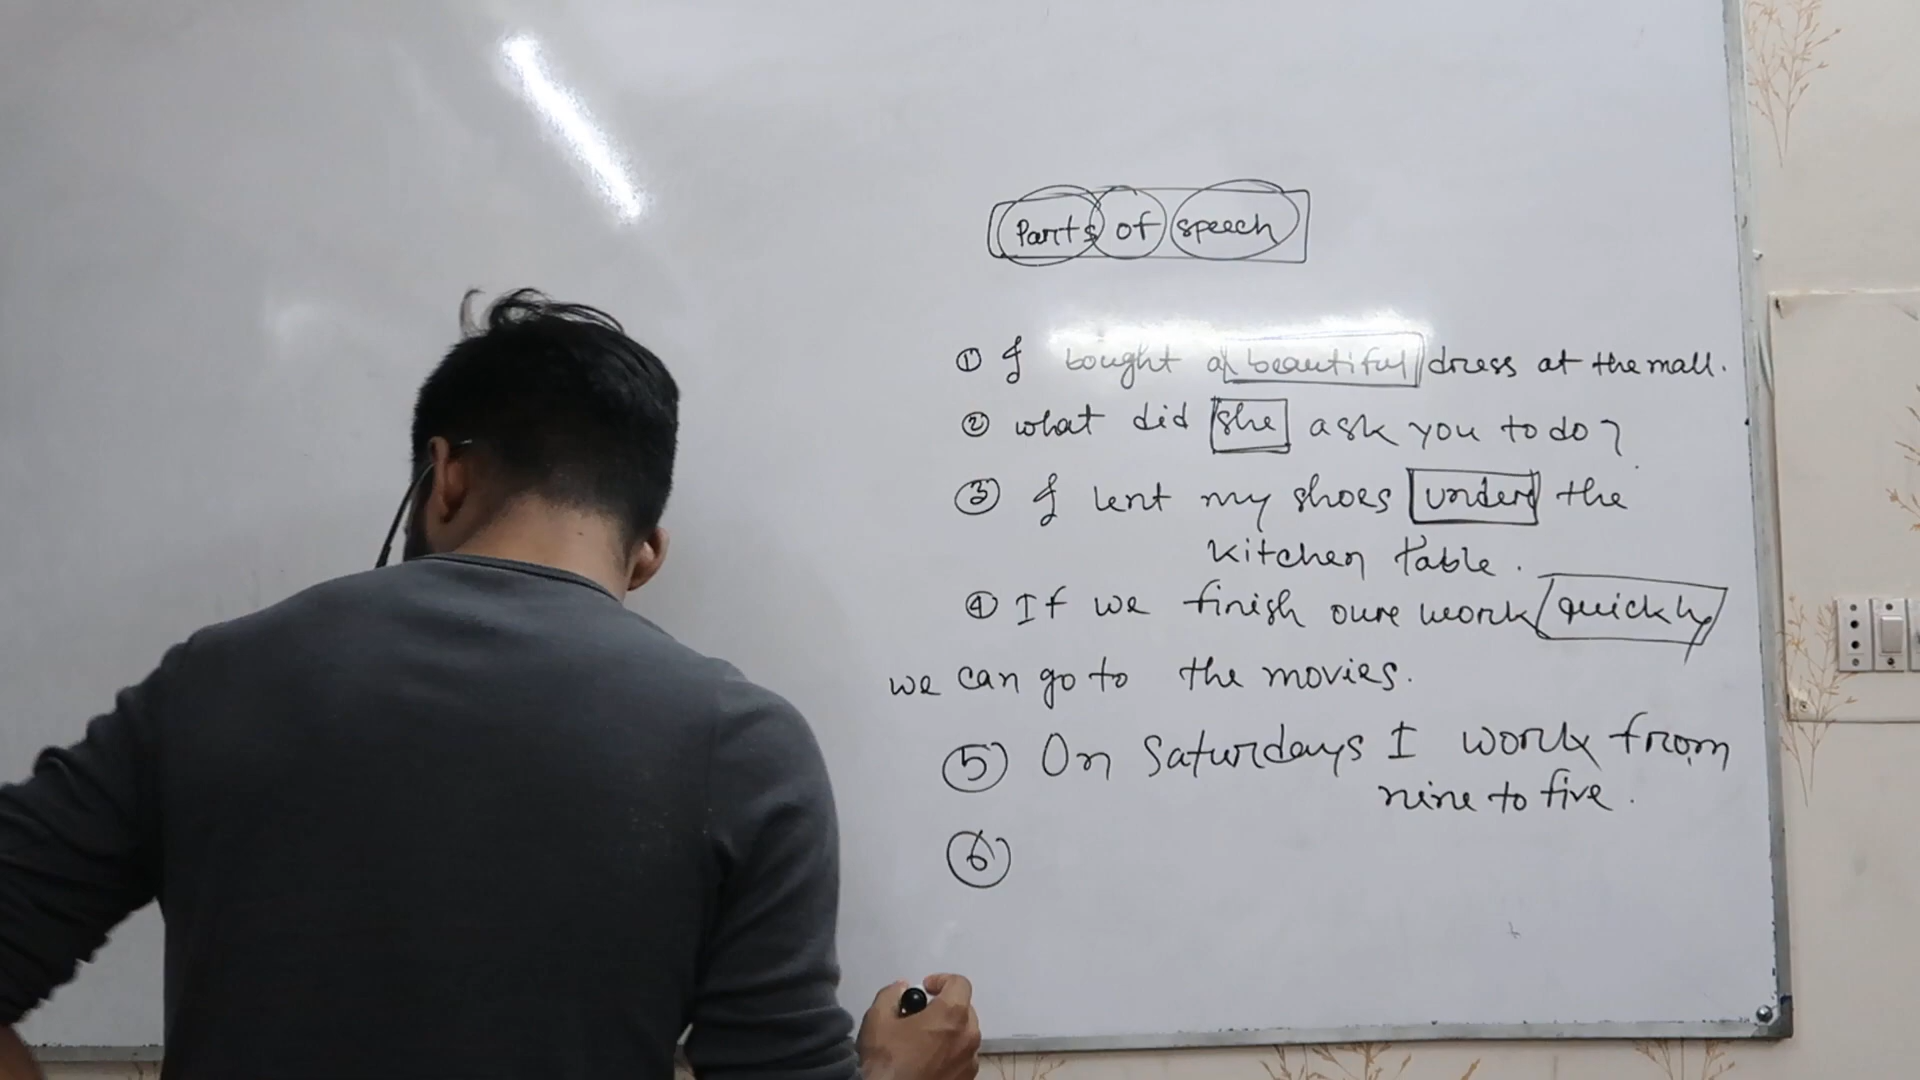 Parts of speech
① I bought a beautiful dress at the mall.
② what did she ask you to do?
③ I lent my shoes under the
kitchen table.
④ If we finish oure work quickly
we can go to the movies.
⑤ On Saturdays I work from
nine to five.
⑥